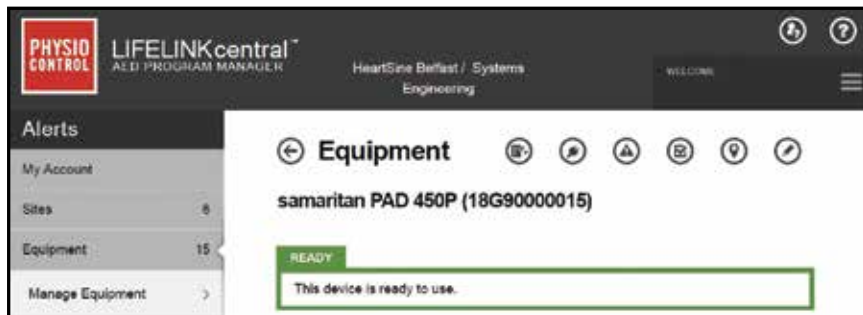 PHYSIO
CONTROL
LIFELINKcentral™
AED PROGRAM MANAGER
HeartSine Belfast / Systems
Engineering
WELCOME
Alerts
My Account
Sites 6
Equipment 15
Manage Equipment
Equipment
samaritan PAD 450P (18G90000015)
READY
This device is ready to use.